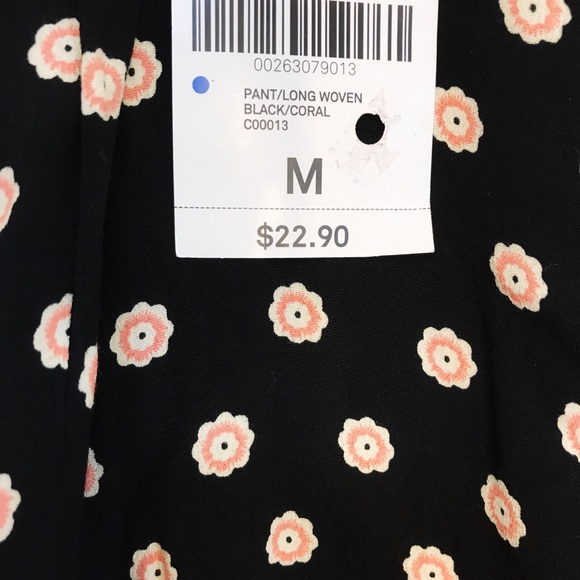 00263079013
PANT/LONG WOVEN
BLACK/CORAL
C00013
M
$22.90